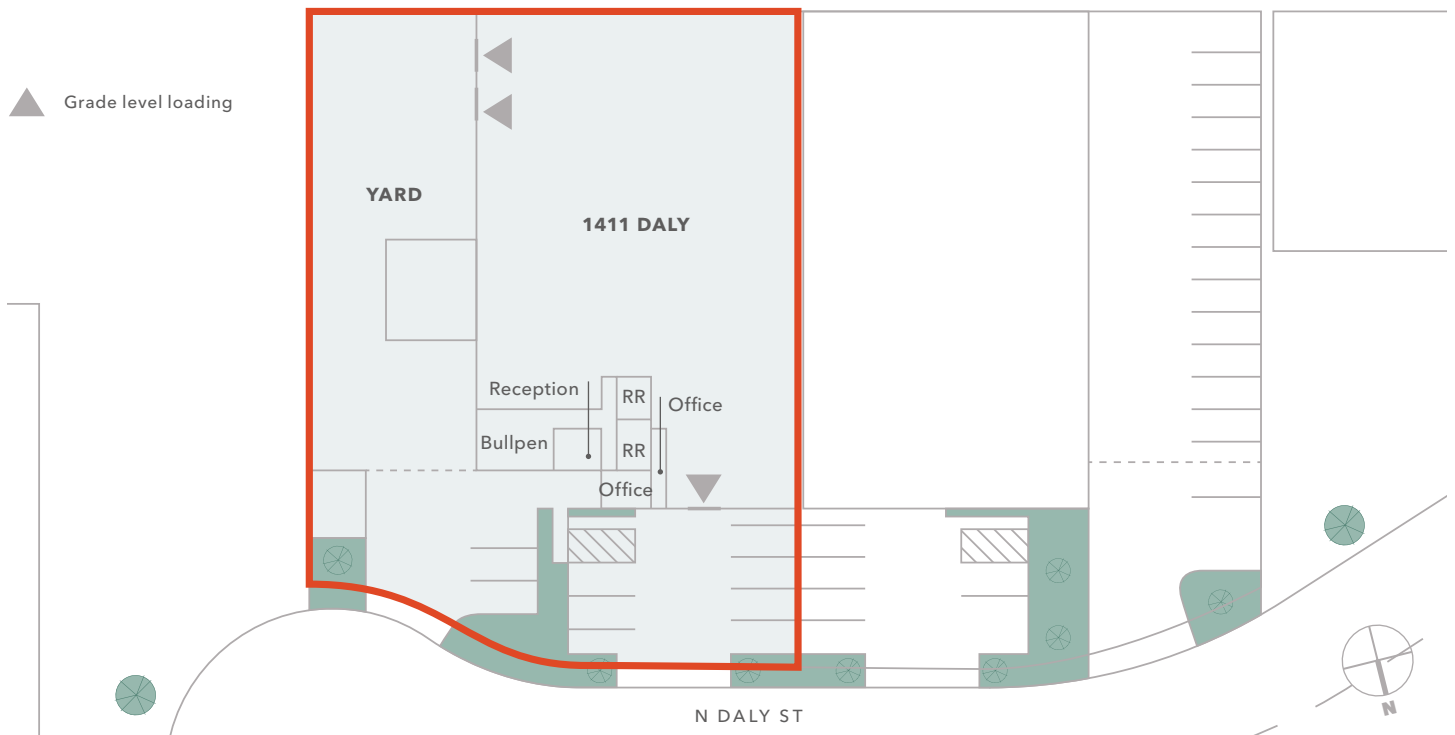 Grade level loading
YARD
1411 DALY
Reception
RR
Office
Bullpen
RR
Office
N DALY ST
N